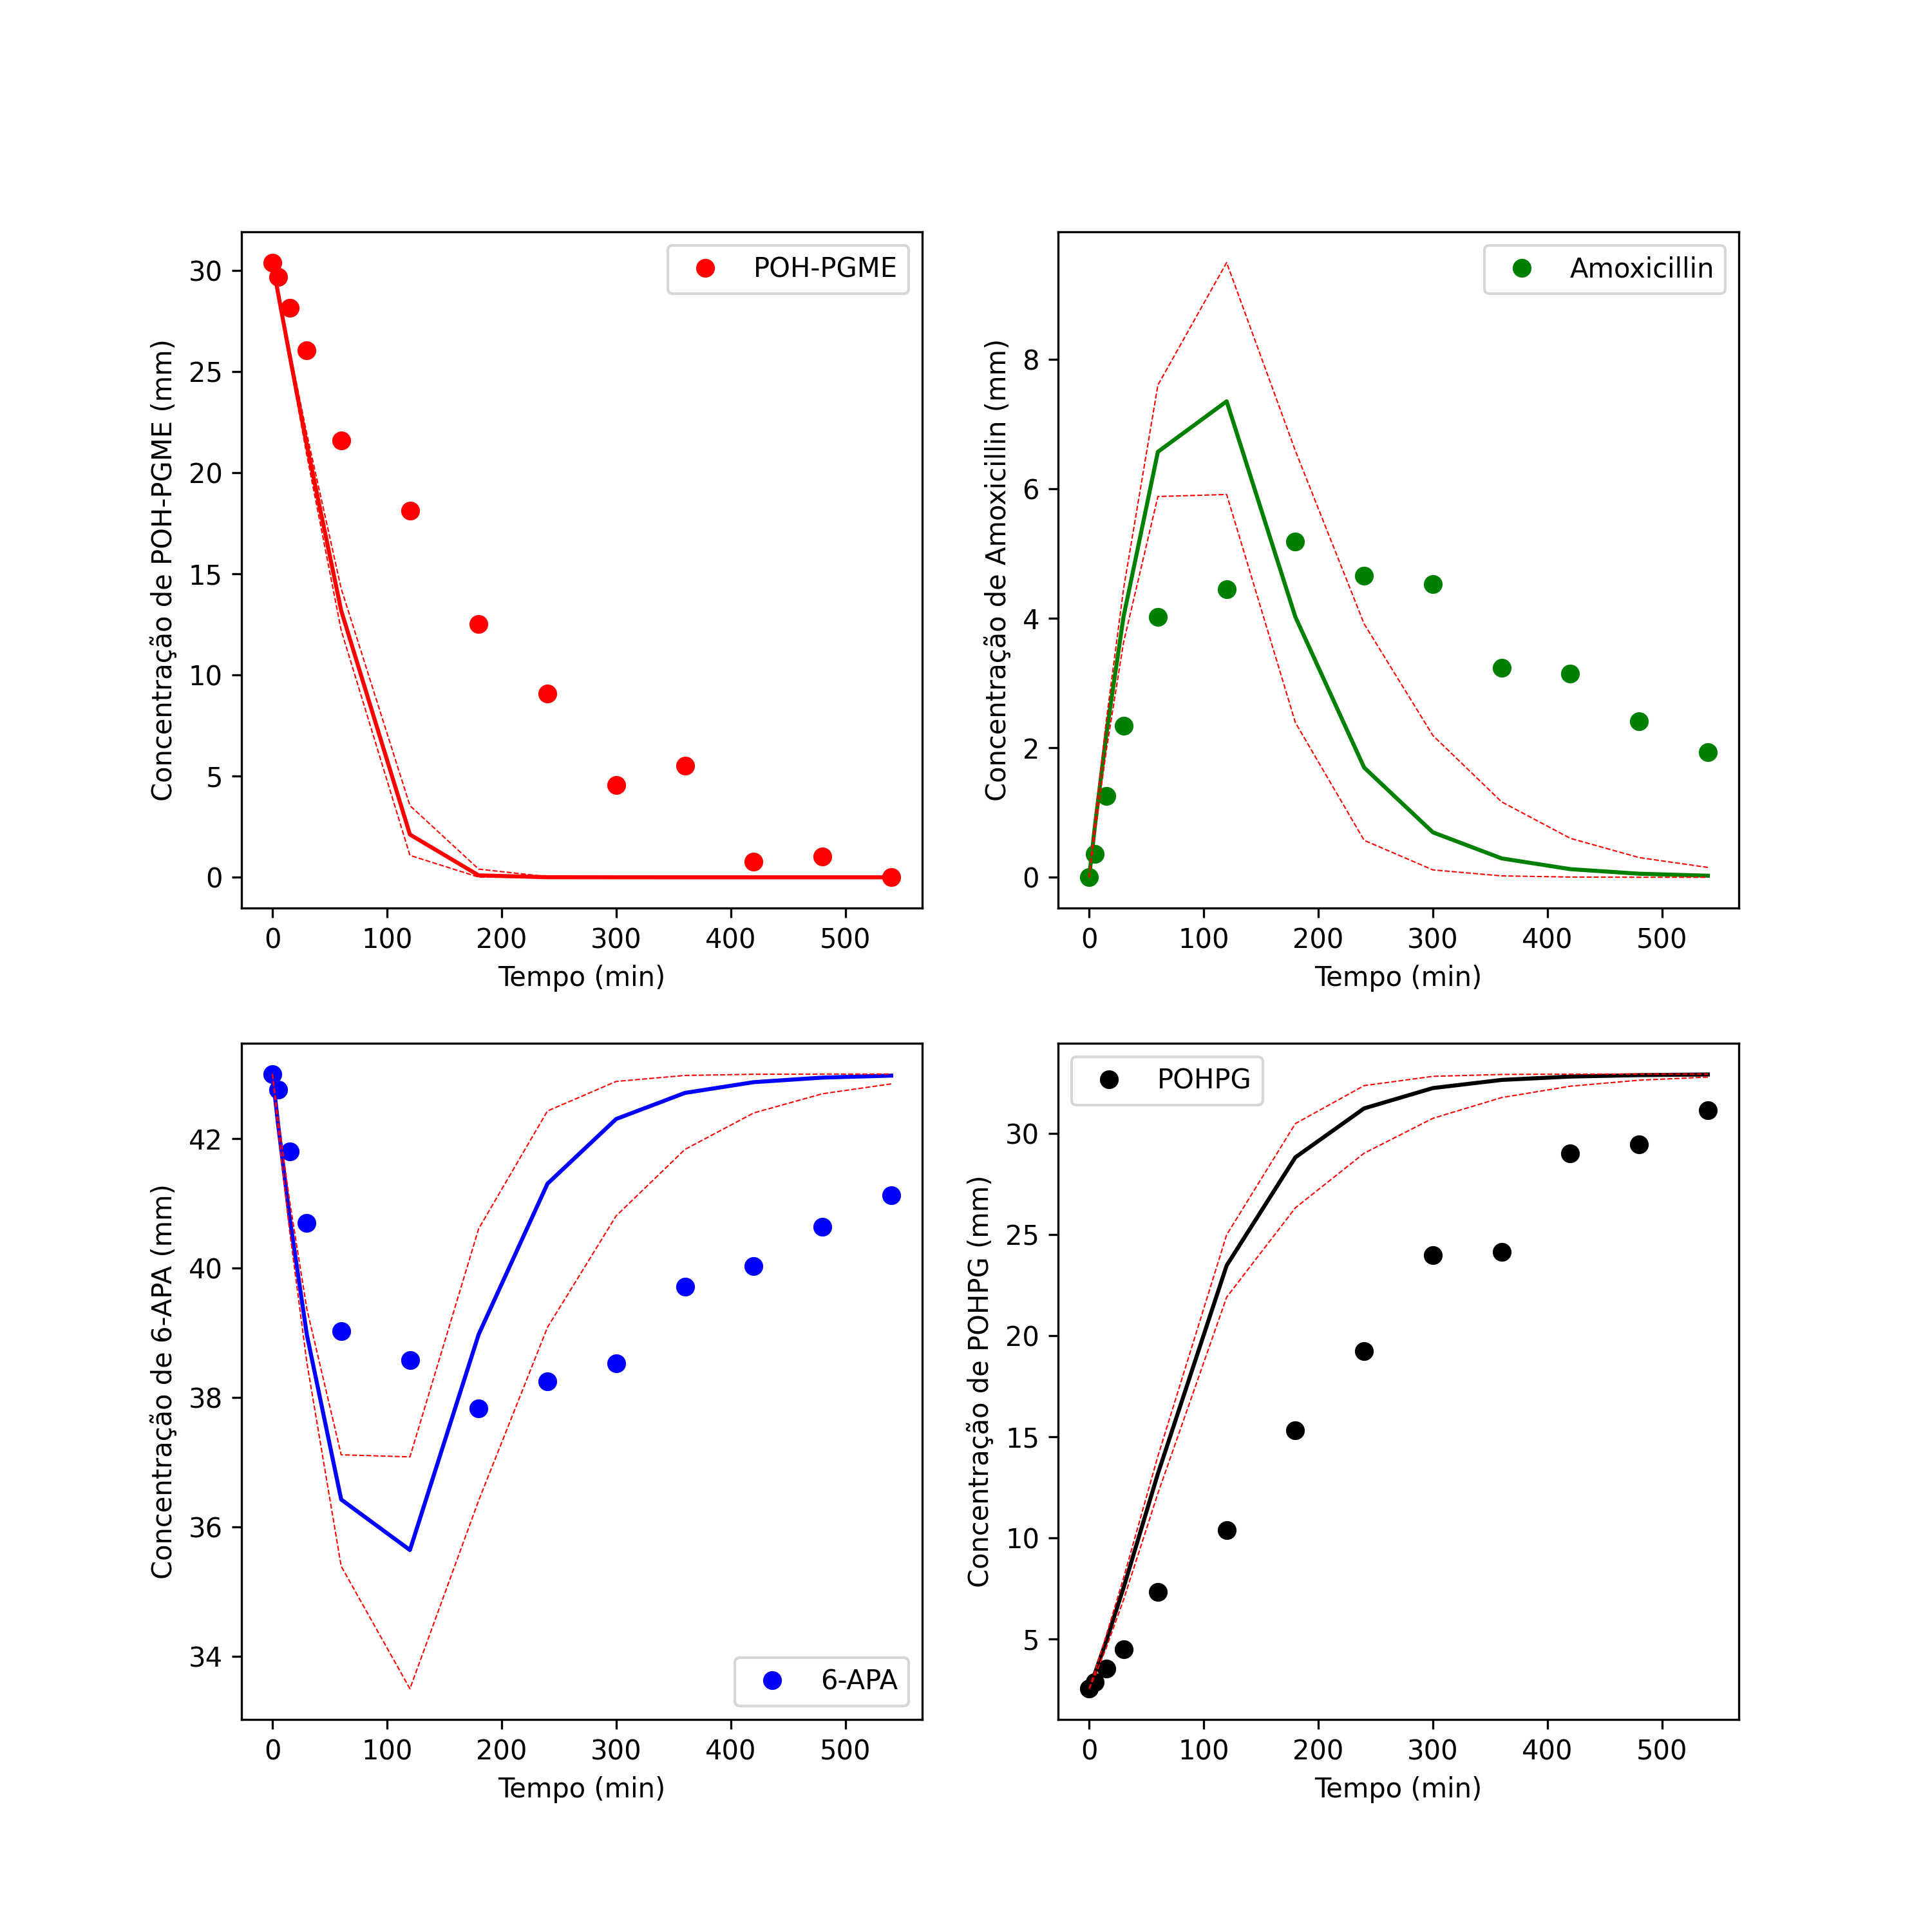 POH-PGME
30
25
20
15
10
5
0
Concentração de POH-PGME (mm)
0 100 200 300 400 500
Tempo (min)
Amoxicillin
8
6
4
2
0
Concentração de Amoxicillin (mm)
0 100 200 300 400 500
Tempo (min)
42
40
38
36
34
Concentração de 6-APA (mm)
6-APA
0 100 200 300 400 500
Tempo (min)
POHPG
30
25
20
15
10
5
Concentração de POHPG (mm)
0 100 200 300 400 500
Tempo (min)